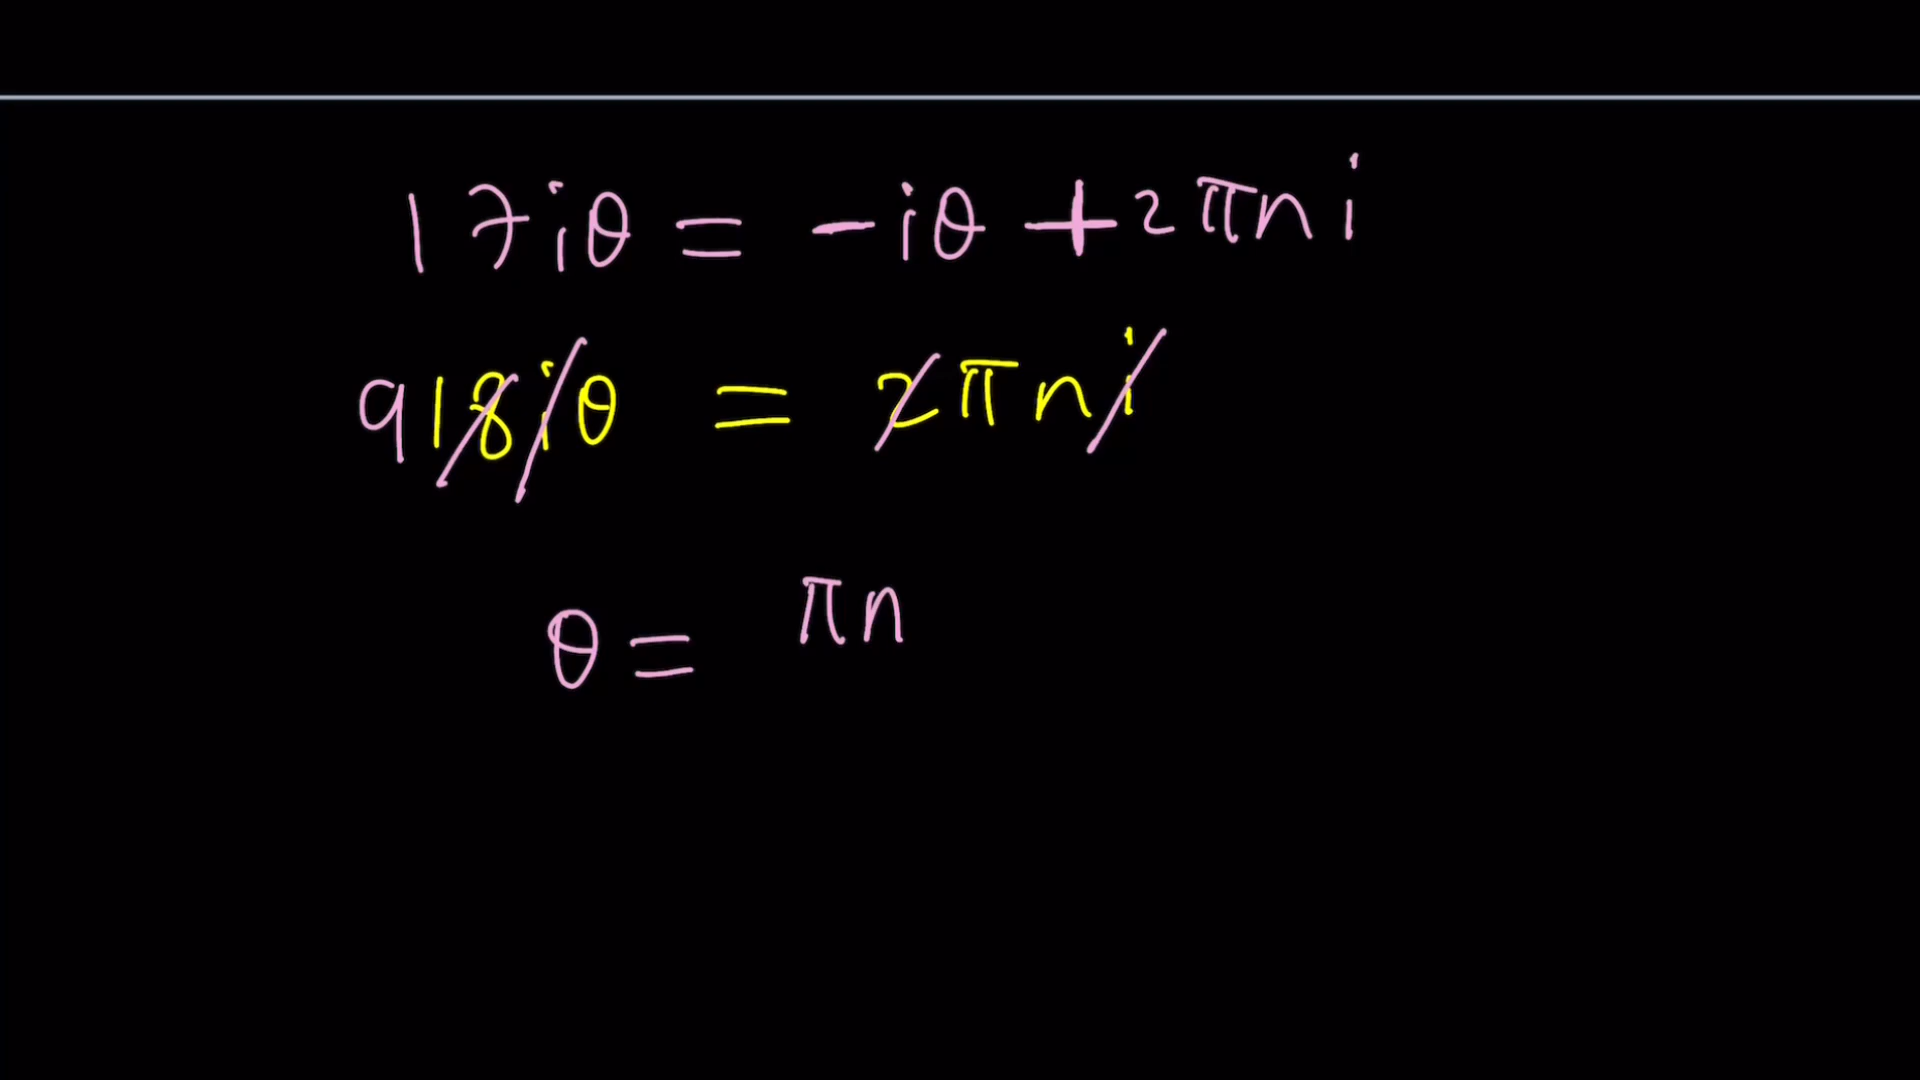 17iθ = -iθ + 2πni
918iθ = 2πni
θ = πn